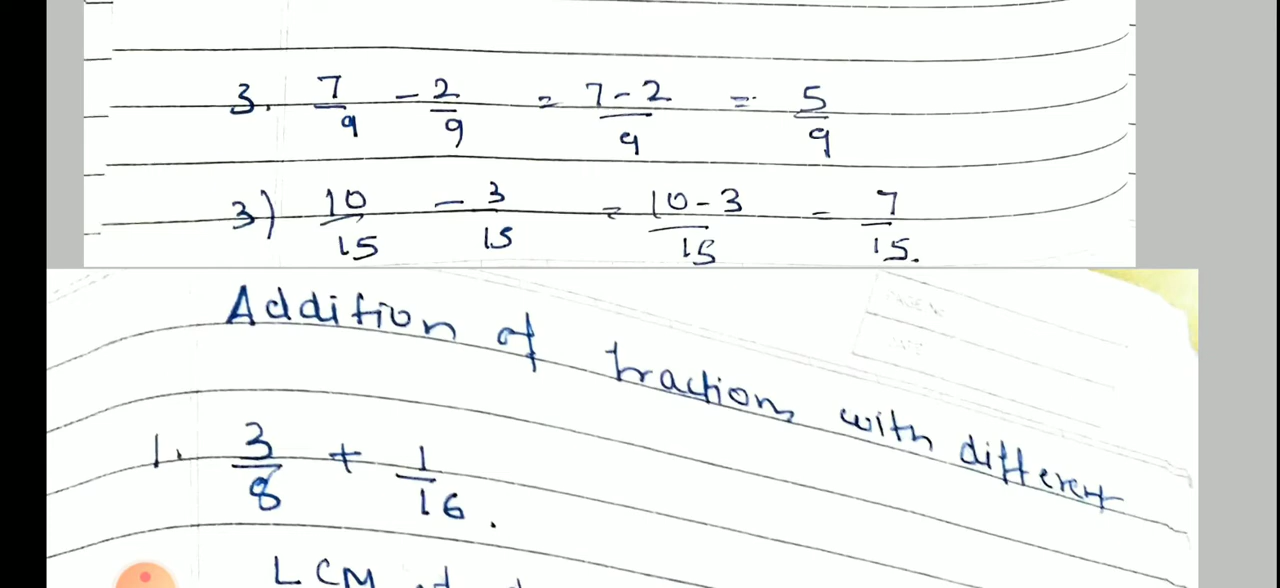 3. 7/9 - 2/9 = 7-2/9 = 5/9
3) 10/15 - 3/15 = 10-3/15 = 7/15.
Addition of fractions with different
1. 3/8 + 1/16.
LCM